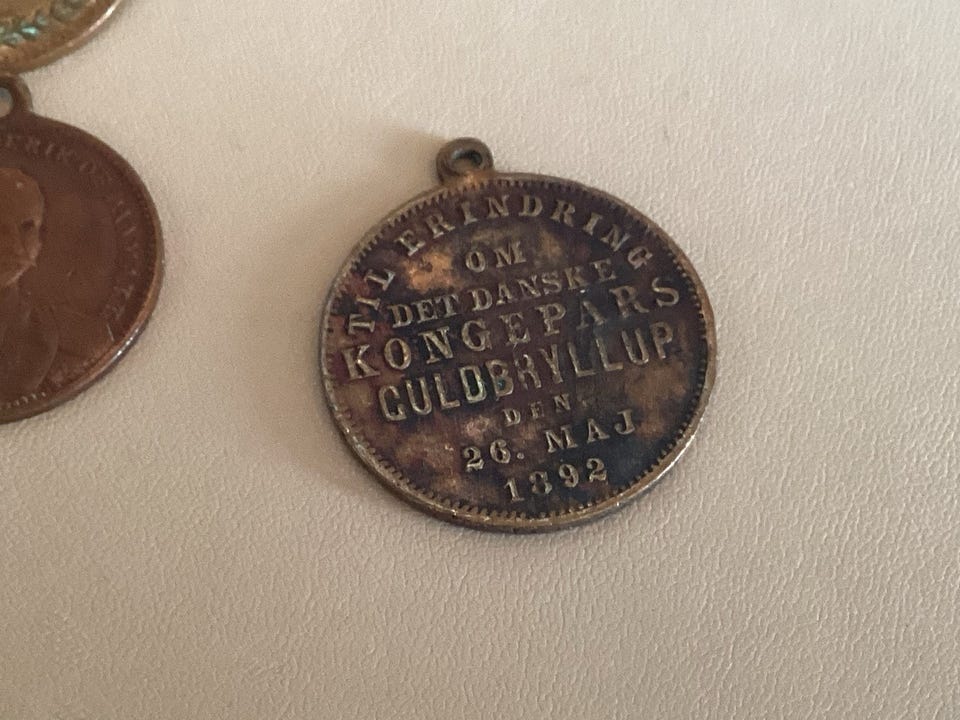 TIL ERINDRING
OM
DET DANSKE
KONGEPARS
GULDBRYLLUP
DEN
26. MAJ
1892